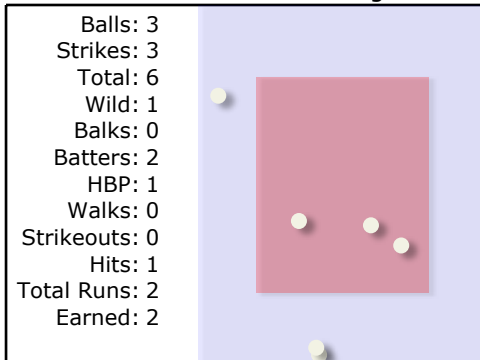 Balls: 3
Strikes: 3
Total: 6
Wild: 1
Balks: 0
Batters: 2
HBP: 1
Walks: 0
Strikeouts: 0
Hits: 1
Total Runs: 2
Earned: 2